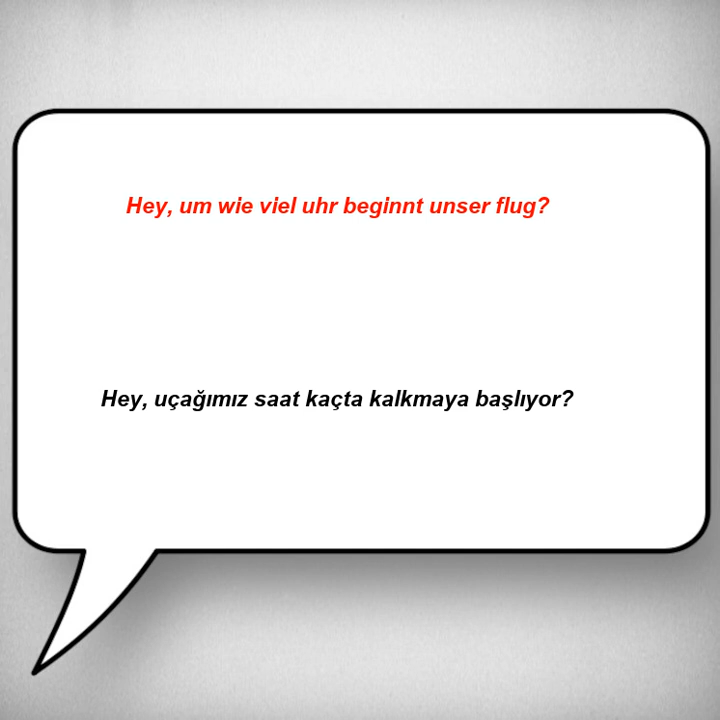 Hey, um wie viel uhr beginnt unser flug?
Hey, uçağımız saat kaçta kalkmaya başlıyor?